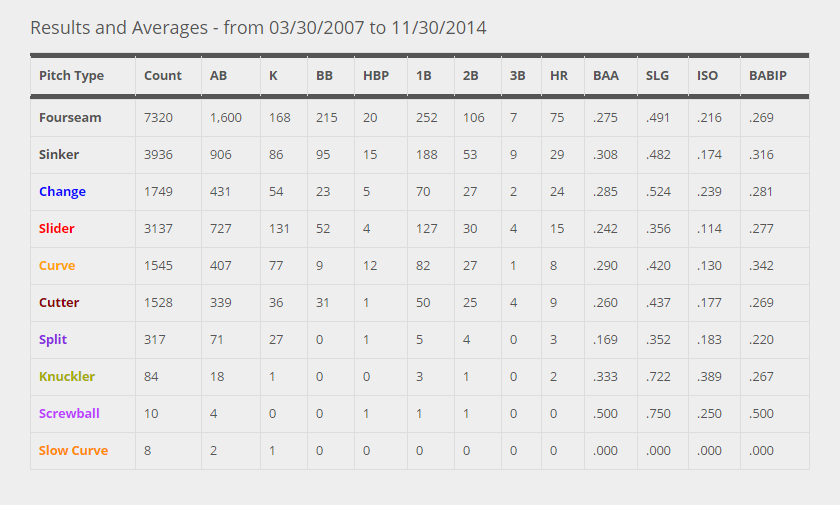 Results and Averages - from 03/30/2007 to 11/30/2014
Pitch Type Count AB K BB HBP 1B 2B 3B HR BAA SLG ISO BABIP
Fourseam 7320 1,600 168 215 20 252 106 7 75 .275 .491 .216 .269
Sinker 3936 906 86 95 15 188 53 9 29 .308 .482 .174 .316
Change 1749 431 54 23 5 70 27 2 24 .285 .524 .239 .281
Slider 3137 727 131 52 4 127 30 4 15 .242 .356 .114 .277
Curve 1545 407 77 9 12 82 27 1 8 .290 .420 .130 .342
Cutter 1528 339 36 31 1 50 25 4 9 .260 .437 .177 .269
Split 317 71 27 0 1 5 4 0 3 .169 .352 .183 .220
Knuckler 84 18 1 0 0 3 1 0 2 .333 .722 .389 .267
Screwball 10 4 0 0 1 1 1 0 0 .500 .750 .250 .500
Slow Curve 8 2 1 0 0 0 0 0 0 .000 .000 .000 .000